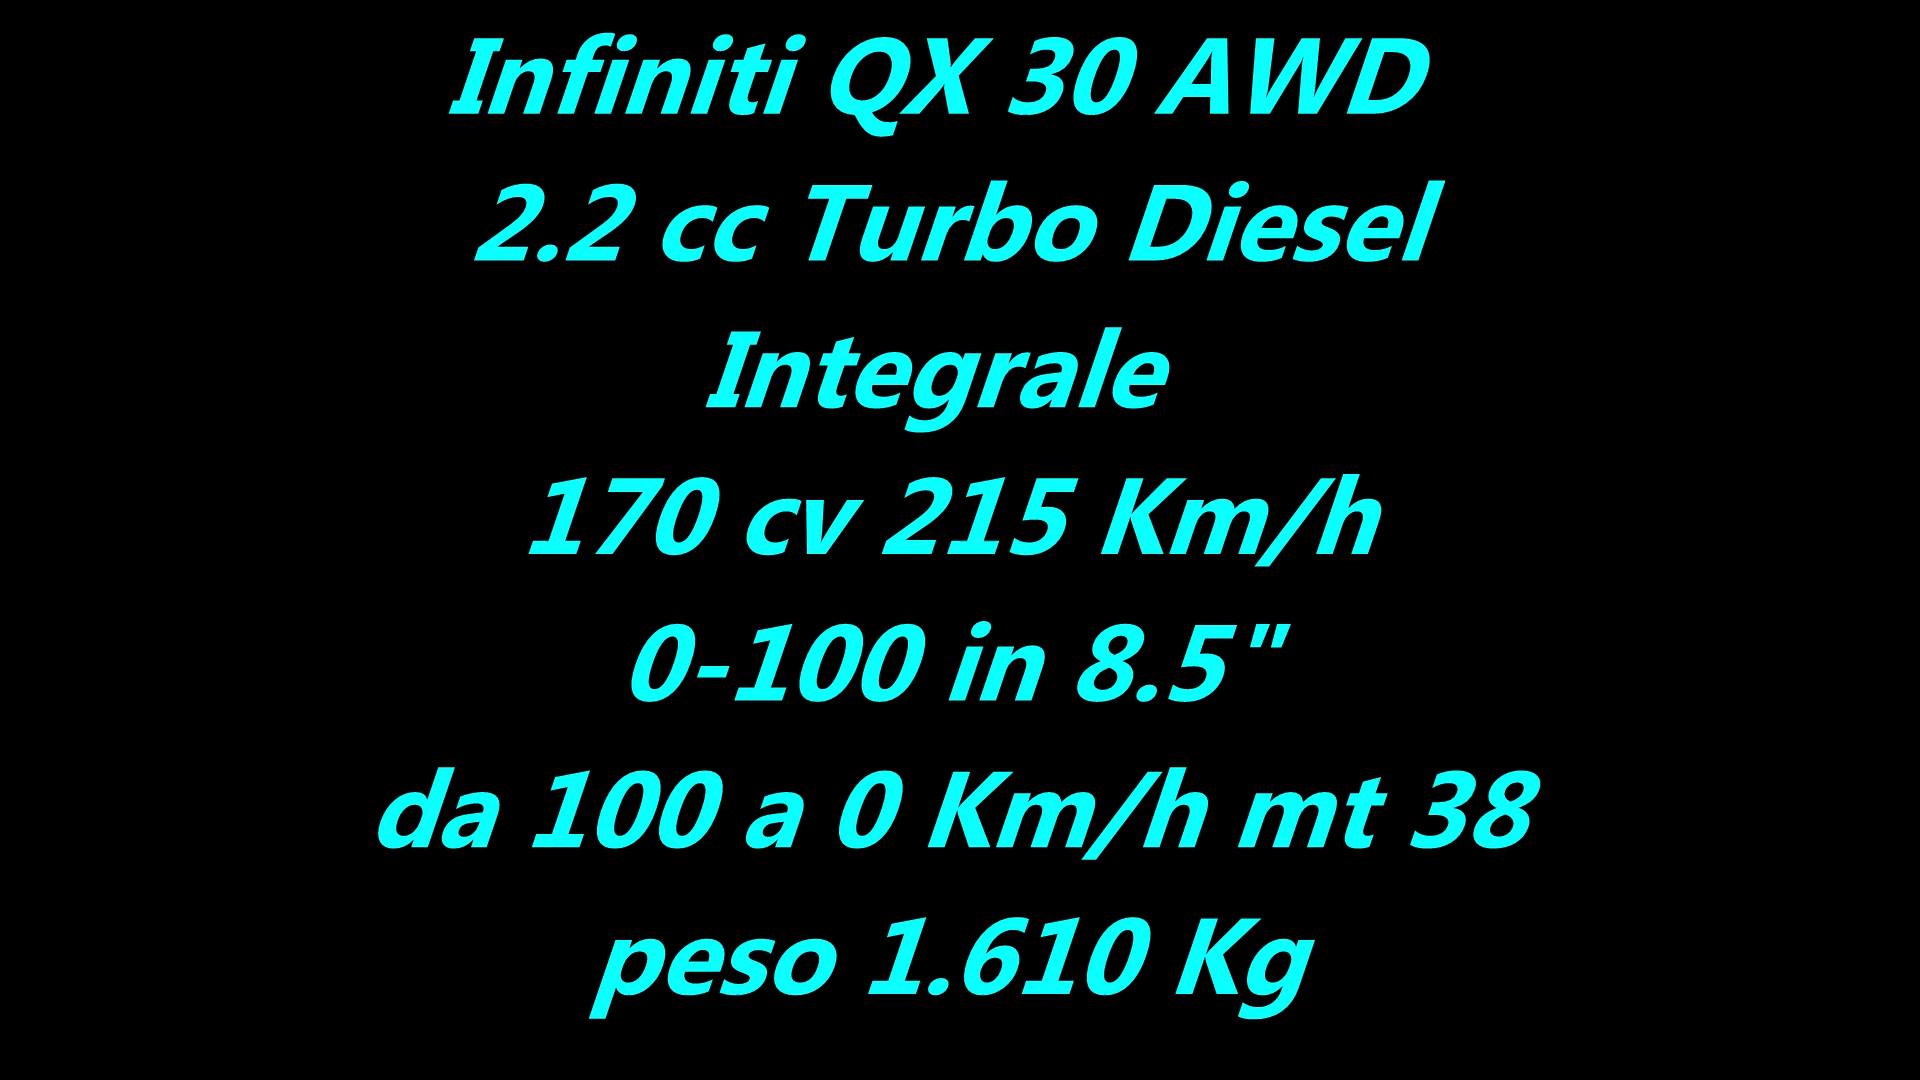 Infiniti QX 30 AWD
2.2 cc Turbo Diesel
Integrale
170 cv 215 Km/h
0-100 in 8.5"
da 100 a 0 Km/h mt 38
peso 1.610 Kg